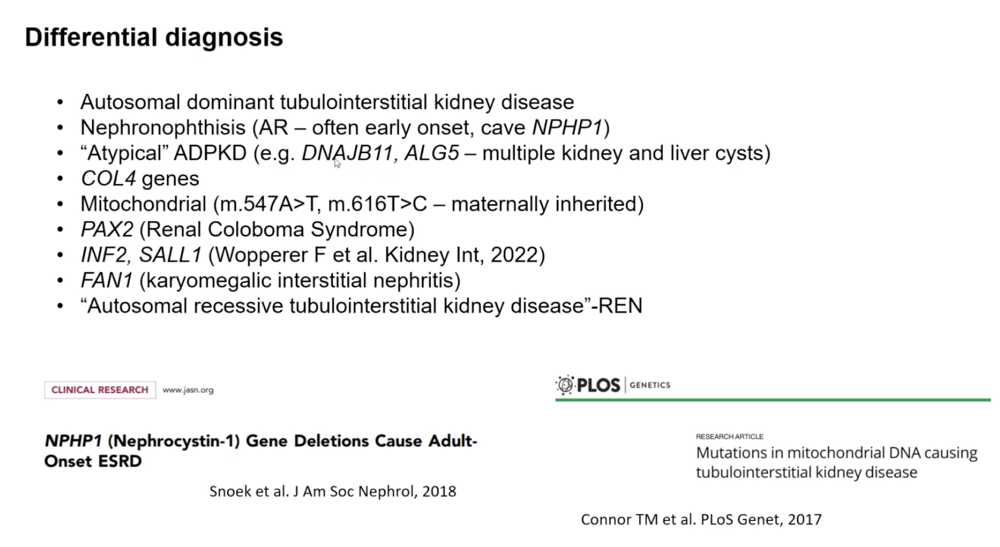 Differential diagnosis
• Autosomal dominant tubulointerstitial kidney disease
• Nephronophthisis (AR – often early onset, cave NPHP1)
• “Atypical” ADPKD (e.g. DNAJB11, ALG5 – multiple kidney and liver cysts)
• COL4 genes
• Mitochondrial (m.547A>T, m.616T>C – maternally inherited)
• PAX2 (Renal Coloboma Syndrome)
• INF2, SALL1 (Wopperer F et al. Kidney Int, 2022)
• FAN1 (karyomegalic interstitial nephritis)
• “Autosomal recessive tubulointerstitial kidney disease”-REN
CLINICAL RESEARCH www.jasn.org
NPHP1 (Nephrocystin-1) Gene Deletions Cause Adult-
Onset ESRD
Snoek et al. J Am Soc Nephrol, 2018
PLOS | GENETICS
RESEARCH ARTICLE
Mutations in mitochondrial DNA causing
tubulointerstitial kidney disease
Connor TM et al. PLoS Genet, 2017